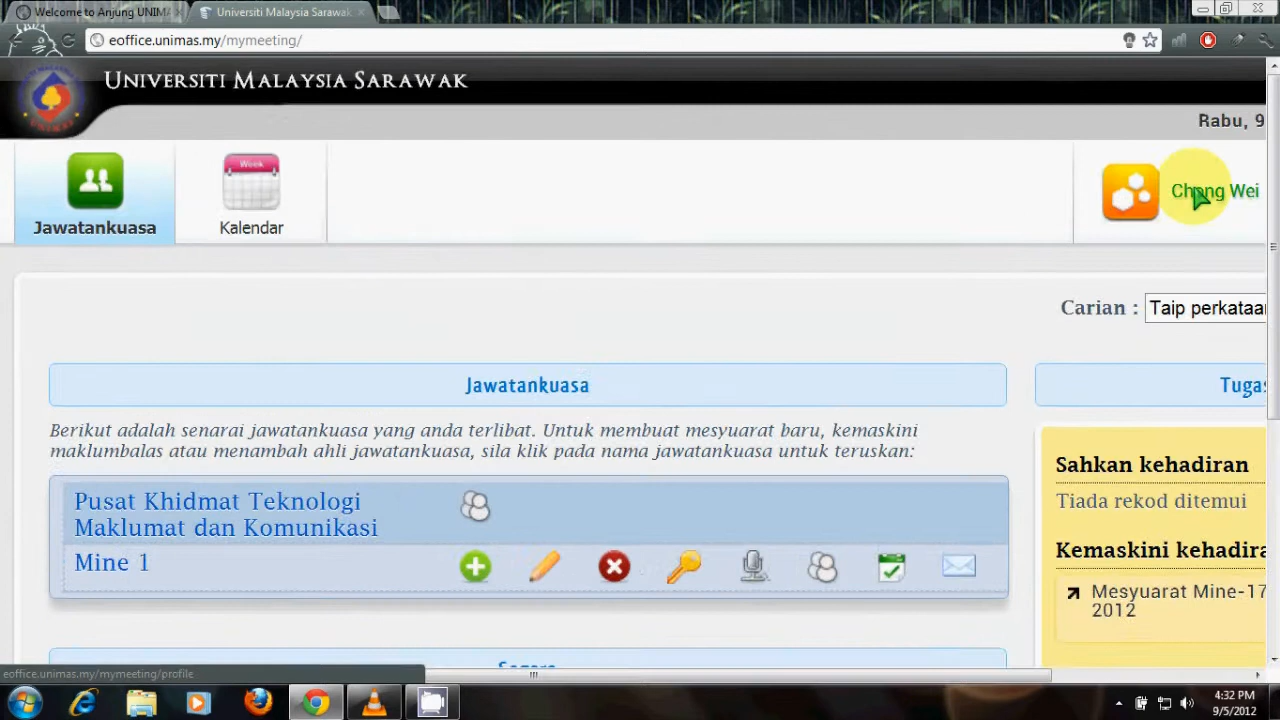 Welcome to Anjung UNIMA
Universiti Malaysia Sarawak
eoffice.unimas.my/mymeeting/
UNIMAS
Universiti Malaysia Sarawak
Rabu, 9
Jawatankuasa
Week
Kalendar
Chong Wei
Carian :
Taip perkataan
Jawatankuasa
Tugas
Berikut adalah senarai jawatankuasa yang anda terlibat. Untuk membuat mesyuarat baru, kemaskini
maklumbalas atau menambah ahli jawatankuasa, sila klik pada nama jawatankuasa untuk teruskan:
Pusat Khidmat Teknologi
Maklumat dan Komunikasi
Mine 1
Sahkan kehadiran
Tiada rekod ditemui
Kemaskini kehadira
Mesyuarat Mine-17
2012
Segera
eoffice.unimas.my/mymeeting/profile
4:32 PM
9/5/2012